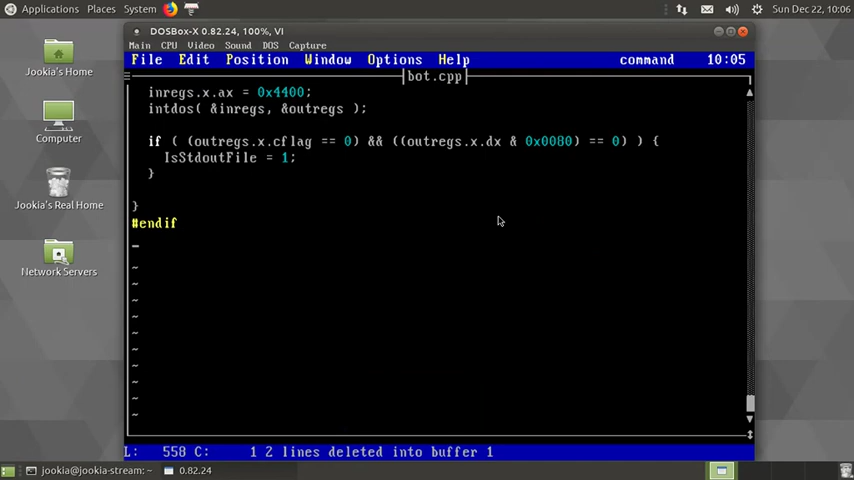 Applications Places System Sun Dec 22, 10:06
DOSBox-X 0.82.24, 100%, VI
Main CPU Video Sound DOS Capture
File Edit Position Window Options Help command 10:05
bot.cpp
inregs.x.ax = 0x4400;
intdos( &inregs, &outregs );
if ( (outregs.x.cflag == 0) && ((outregs.x.dx & 0x0080) == 0) ) {
IsStdoutFile = 1;
}
}
#endif
~
~
~
~
~
~
~
~
~
~
L: 558 C: 1 2 lines deleted into buffer 1
Jookia's Home
Computer
Jookia's Real Home
Network Servers
jookia@jookia-stream: ~ 0.82.24